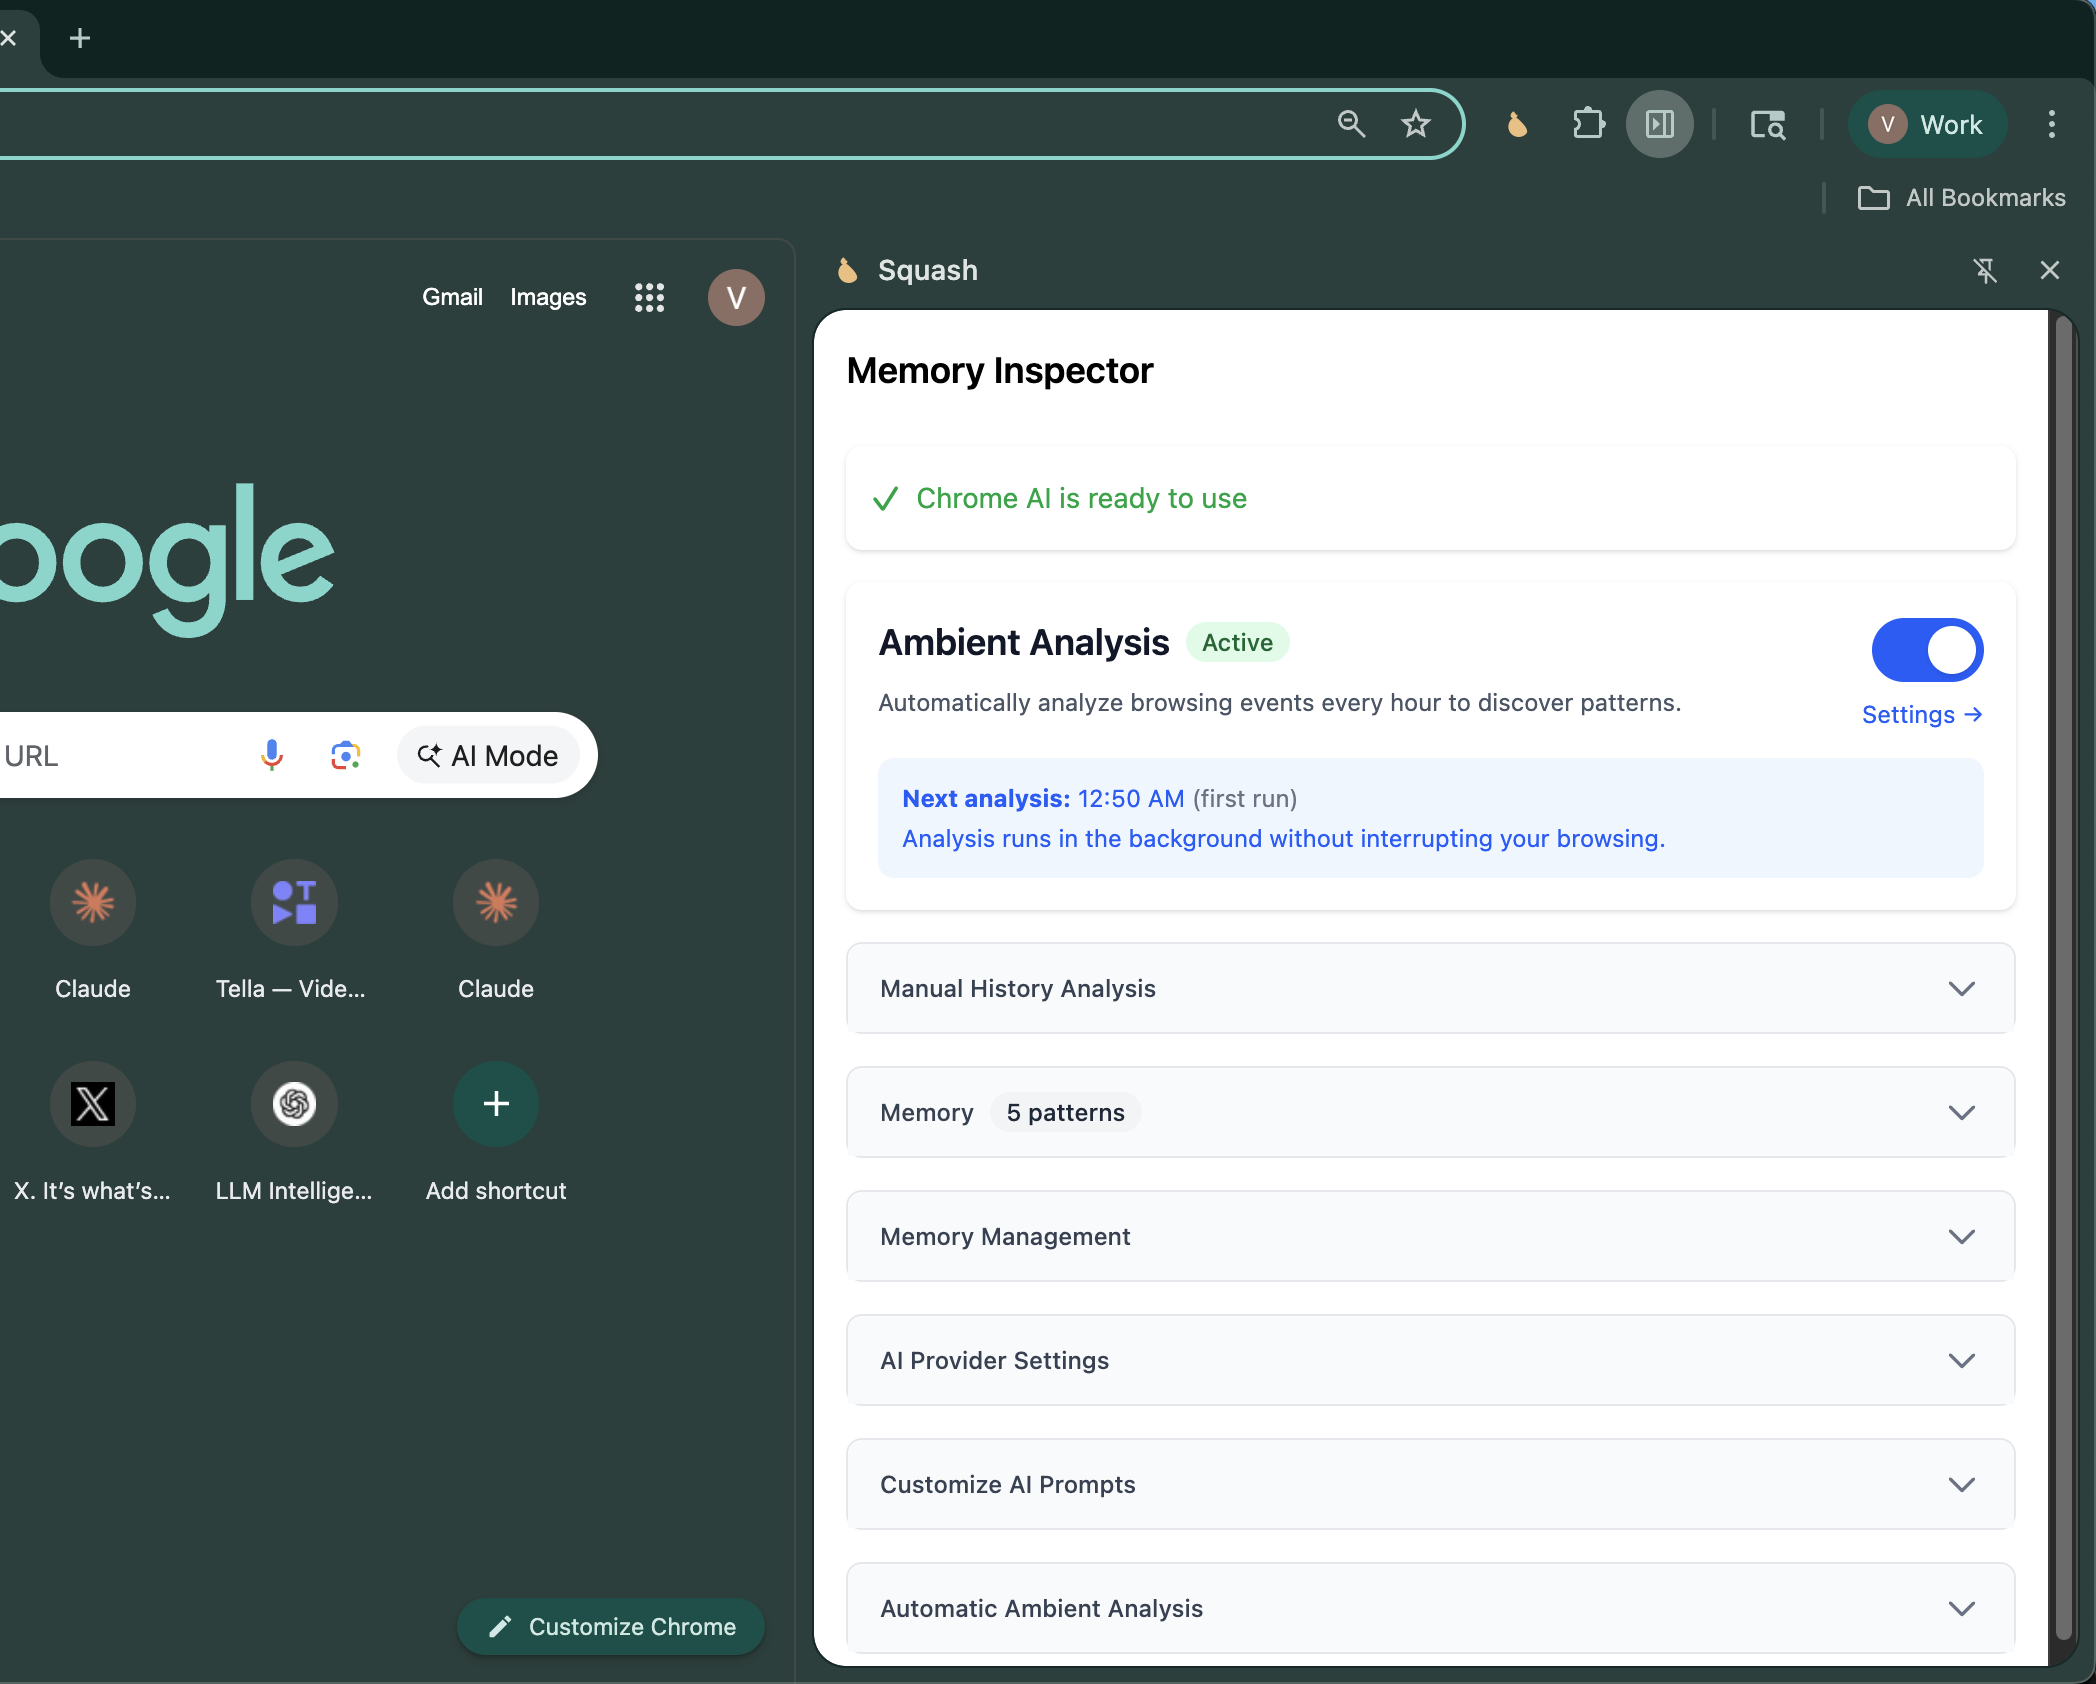 Work
All Bookmarks
Gmail
Images
V
oogle
URL
AI Mode
Claude
Tella — Vide...
Claude
X. It's what's...
LLM Intellige...
Add shortcut
Customize Chrome
Squash
Memory Inspector
Chrome AI is ready to use
Ambient Analysis
Active
Automatically analyze browsing events every hour to discover patterns.
Settings →
Next analysis: 12:50 AM (first run)
Analysis runs in the background without interrupting your browsing.
Manual History Analysis
Memory
5 patterns
Memory Management
AI Provider Settings
Customize AI Prompts
Automatic Ambient Analysis